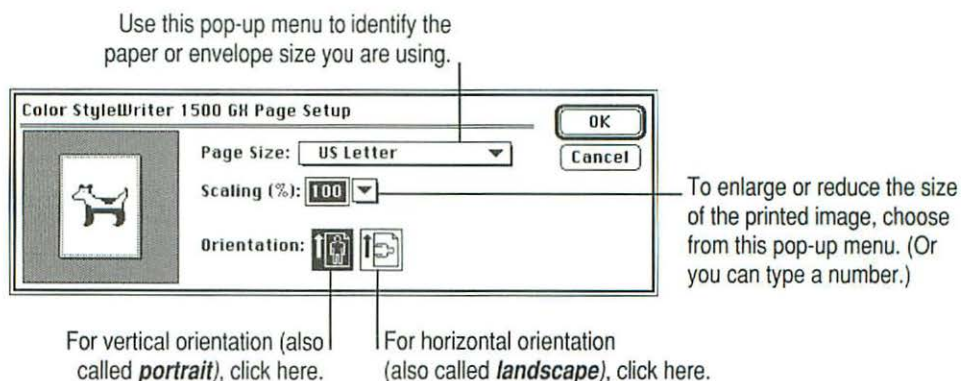 Use this pop-up menu to identify the
paper or envelope size you are using.
Color StyleWriter 1500 GX Page Setup
OK
Page Size: US Letter
Cancel
Scaling (%): 100
To enlarge or reduce the size
of the printed image, choose
from this pop-up menu. (Or
you can type a number.)
Orientation:
For vertical orientation (also
called portrait), click here.
For horizontal orientation
(also called landscape), click here.